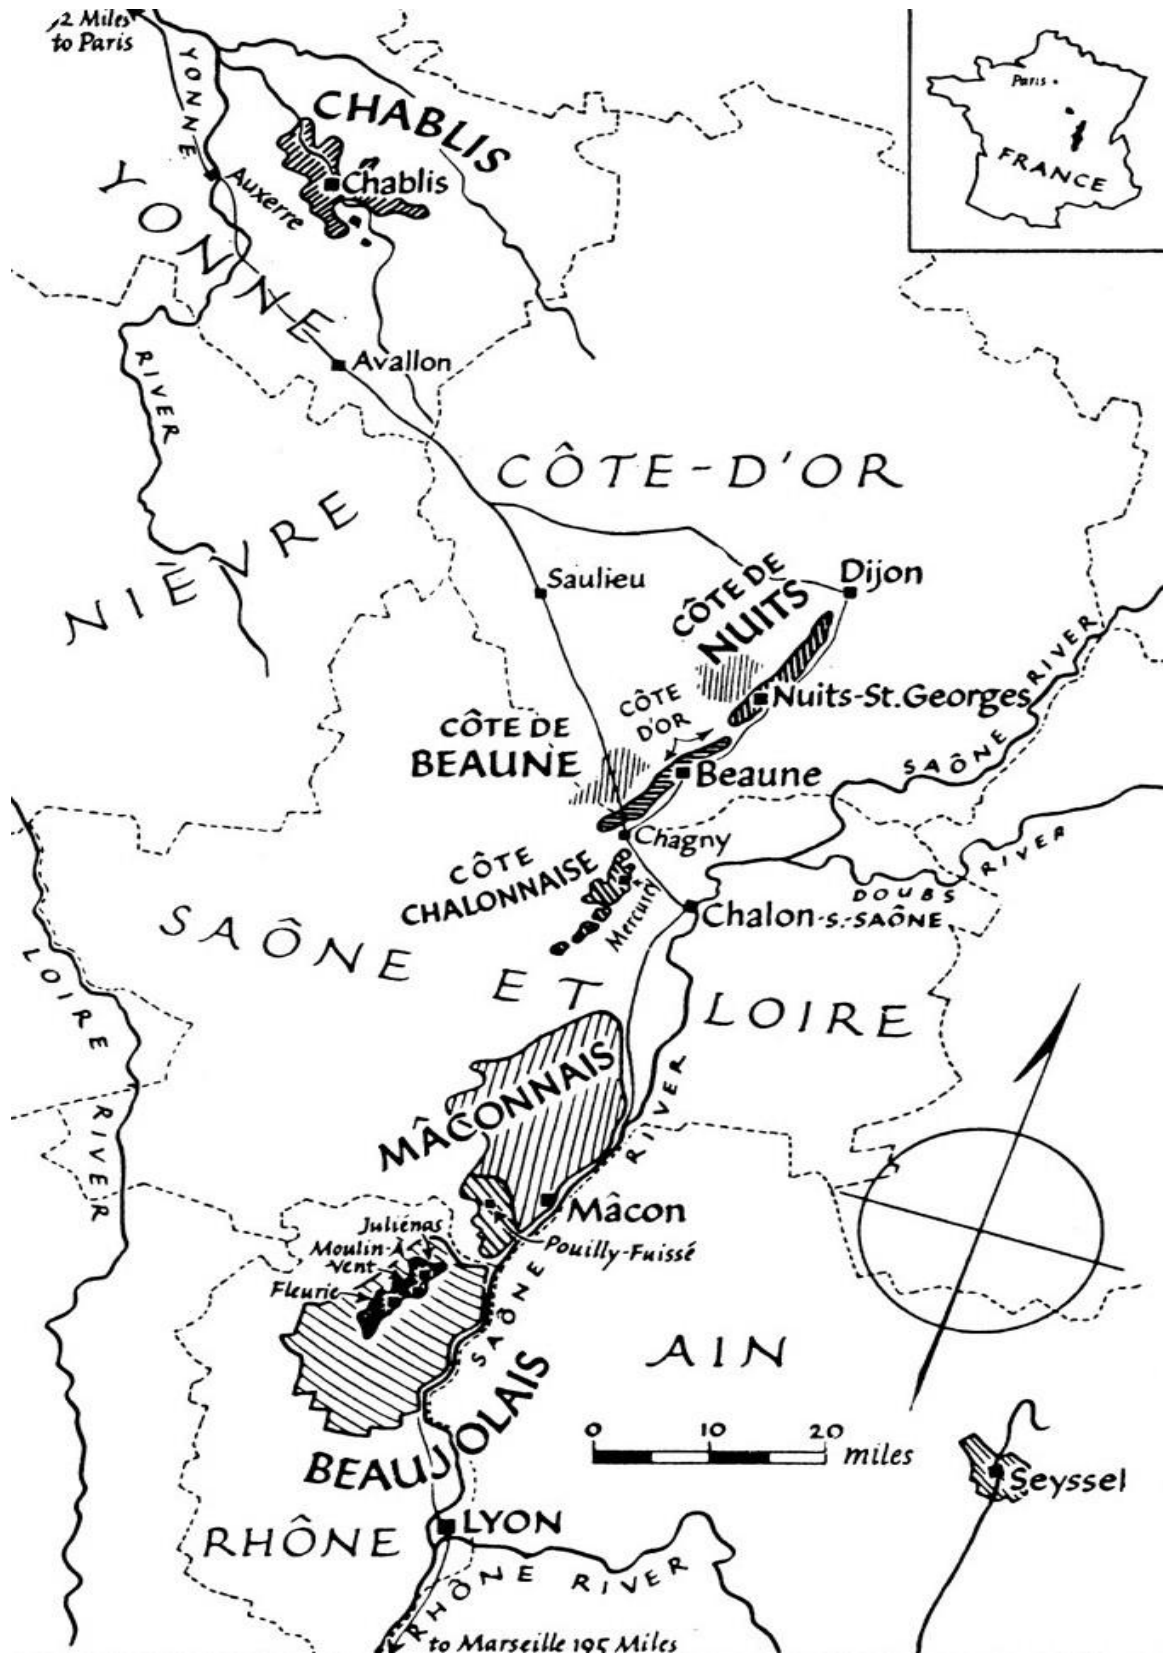 2 Miles
to Paris
YONNE
CHABLIS
Chablis
Auxerre
YONNE
Avallon
RIVER
Paris
FRANCE
CÔTE-D'OR
NIÈVRE
Saulieu
CÔTE DE
NUITS
Dijon
Nuits-St. Georges
CÔTE
D'OR
CÔTE DE
BEAUNE
Beaune
SAÔNE RIVER
Chagny
CÔTE
CHALONNAISE
Mercurey
DOUBS RIVER
Chalon-S.-SAÔNE
SAÔNE ET LOIRE
LOIRE RIVER
MÂCONNAIS
RIVER
Mâcon
Pouilly-Fuissé
Juliénas
Moulin-À-
Vent
Fleurie
SAÔNE
AIN
BEAUJOLAIS
0 10 20 miles
Seyssel
LYON
RHÔNE
RHÔNE RIVER
to Marseille 195 Miles